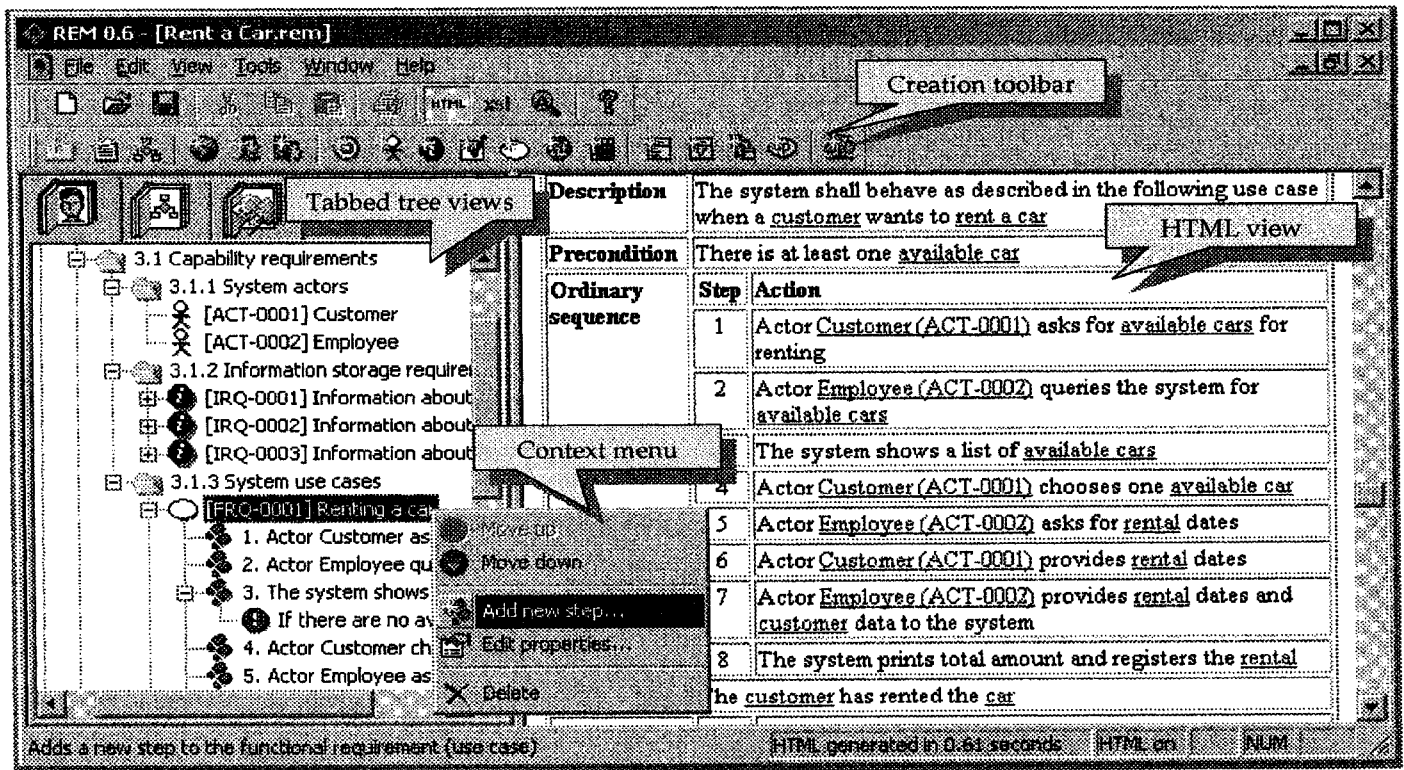 REM 0.6 - [Rent a Car.rem]
File Edit View Tools Window Help
Creation toolbar
HTML xsl
Tabbed tree views
HTML view
3.1 Capability requirements
3.1.1 System actors
[ACT-0001] Customer
[ACT-0002] Employee
3.1.2 Information storage require
[IRQ-0001] Information about
[IRQ-0002] Information about
[IRQ-0003] Information about
3.1.3 System use cases
[FRQ-0001] Renting a ca
1. Actor Customer as
2. Actor Employee qu
3. The system shows
If there are no av
4. Actor Customer ch
5. Actor Employee as
Context menu
Move up
Move down
Add new step...
Edit properties...
Delete
Description The system shall behave as described in the following use case
when a customer wants to rent a car
Precondition There is at least one available car
Ordinary Step Action
sequence
1 Actor Customer (ACT-0001) asks for available cars for
renting
2 Actor Employee (ACT-0002) queries the system for
available cars
The system shows a list of available cars
4 Actor Customer (ACT-0001) chooses one available car
5 Actor Employee (ACT-0002) asks for rental dates
6 Actor Customer (ACT-0001) provides rental dates
7 Actor Employee (ACT-0002) provides rental dates and
customer data to the system
8 The system prints total amount and registers the rental
The customer has rented the car
Adds a new step to the functional requirement (use case) HTML generated in 0.61 seconds HTML on NUM